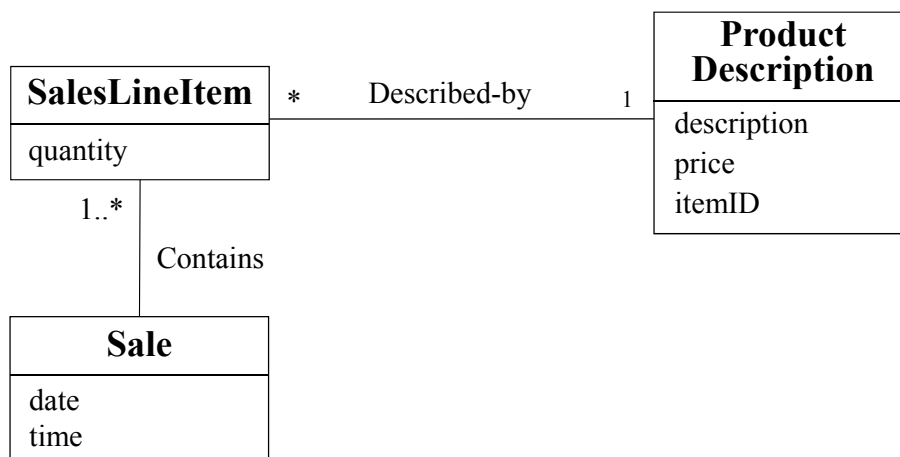 Product
Description
SalesLineItem
* Described-by 1
description
price
itemID
quantity
1..*
Contains
Sale
date
time